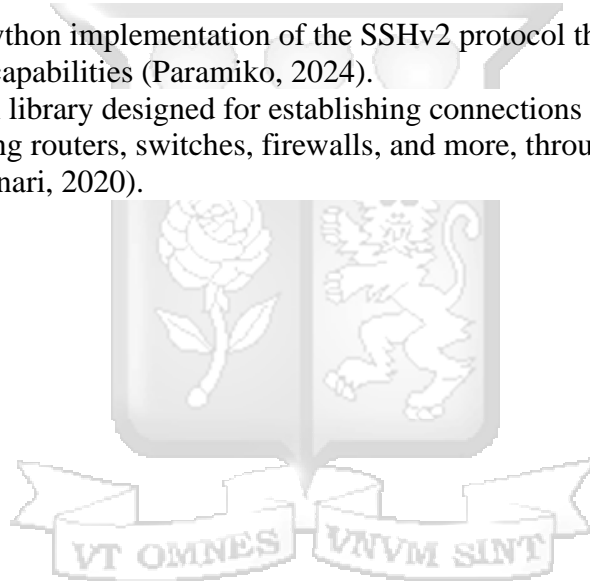 ython implementation of the SSHv2 protocol th
capabilities (Paramiko, 2024).
library designed for establishing connections
ng routers, switches, firewalls, and more, throu
nari, 2020).
VT OMNES VNVM SINT